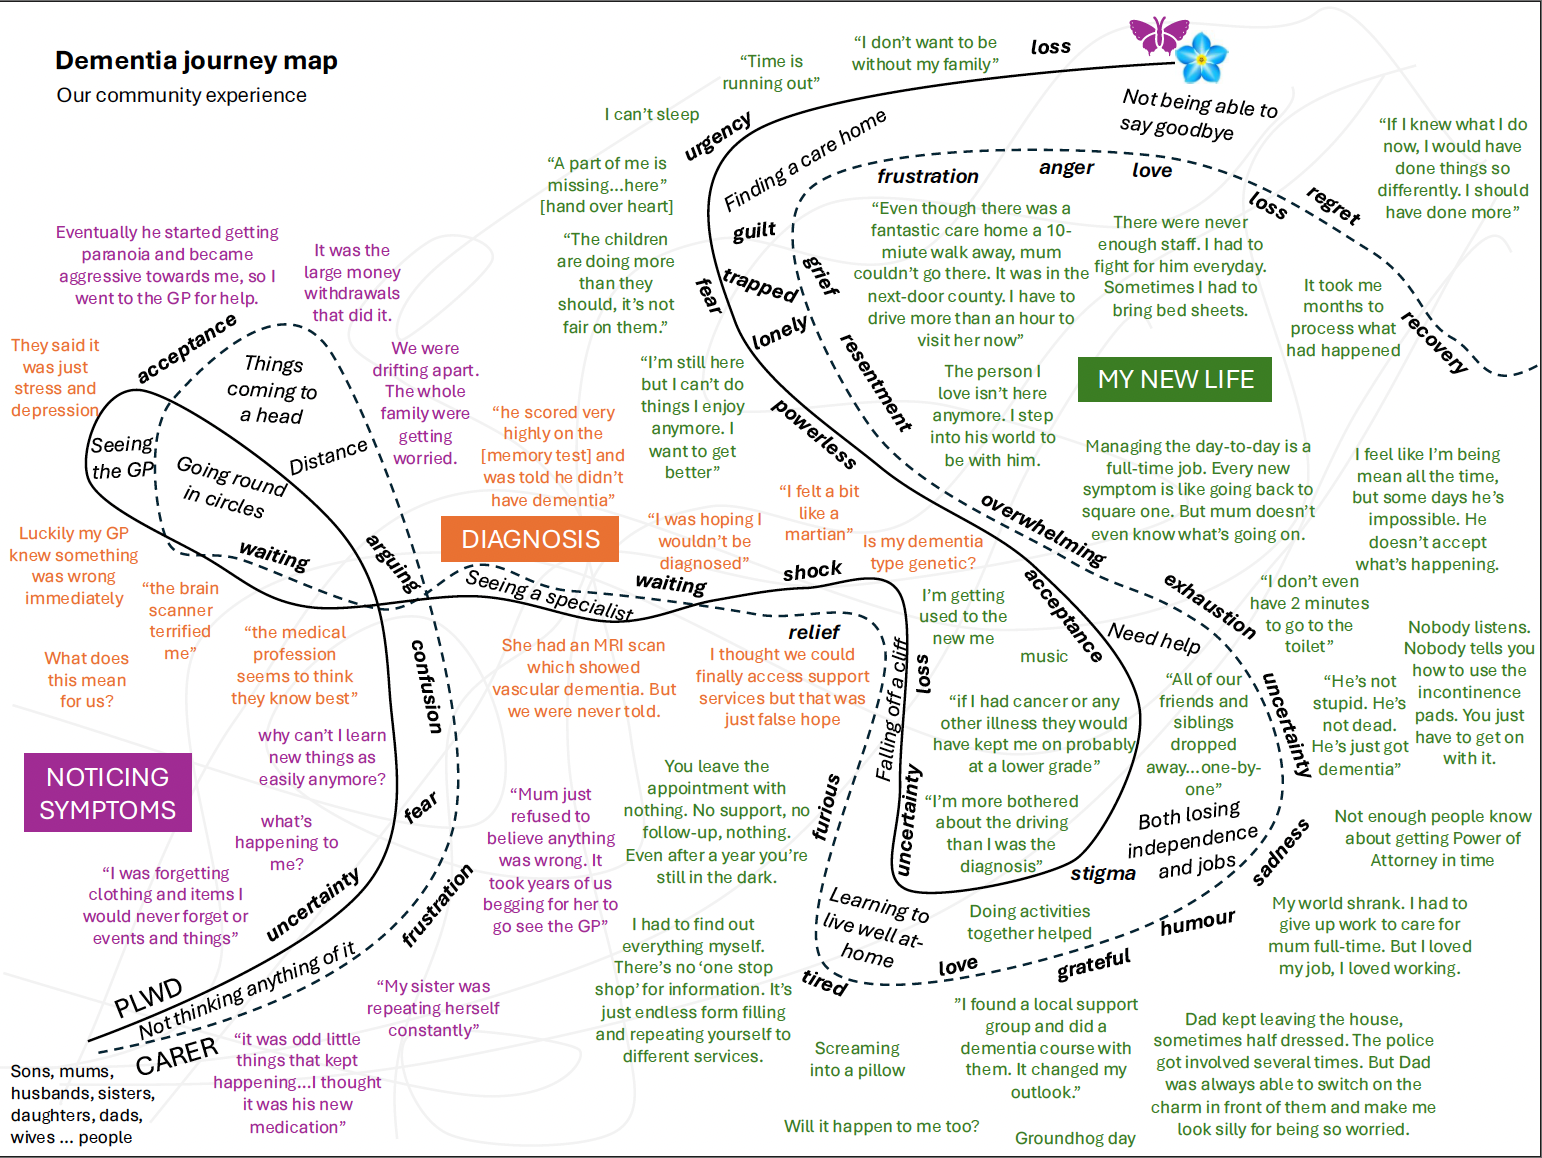 Dementia journey map
Our community experience
“Time is
running out”
“I don’t want to be
without my family”
loss
I can’t sleep
urgency
Finding a care home
Not being able to
say goodbye
“A part of me is
missing...here”
[hand over heart]
guilt
“The children
are doing more
than they
should, it’s not
fair on them.”
fear
trapped
lonely
grief
frustration
anger
love
loss
regret
“If I knew what I do
now, I would have
done things so
differently. I should
have done more”
“Even though there was a
fantastic care home a 10-
miute walk away, mum
couldn’t go there. It was in the
next-door county. I have to
drive more than an hour to
visit her now”
There were never
enough staff. I had to
fight for him everyday.
Sometimes I had to
bring bed sheets.
It took me
months to
process what
had happened
recovery
Eventually he started getting
paranoia and became
aggressive towards me, so I
went to the GP for help.
It was the
large money
withdrawals
that did it.
acceptance
They said it
was just
stress and
depression
Things
coming to
a head
We were
drifting apart.
The whole
family were
getting
worried.
Seeing
the GP
Going round
in circles
Distance
“he scored very
highly on the
[memory test] and
was told he didn’t
have dementia”
“I’m still here
but I can’t do
things I enjoy
anymore. I
want to get
better”
powerless
resentment
The person I
love isn’t here
anymore. I step
into his world to
be with him.
MY NEW LIFE
Managing the day-to-day is a
full-time job. Every new
symptom is like going back to
square one. But mum doesn’t
even know what’s going on.
I feel like I’m being
mean all the time,
but some days he’s
impossible. He
doesn’t accept
what’s happening.
Luckily my GP
knew something
was wrong
immediately
waiting
arguing
DIAGNOSIS
“I was hoping I
wouldn’t be
diagnosed”
“I felt a bit
like a
martian”
Is my dementia
type genetic?
overwhelming
exhaustion
“I don’t even
have 2 minutes
to go to the
toilet”
“the brain
scanner
terrified
me”
Seeing a specialist
waiting
shock
relief
I’m getting
used to the
new me
music
acceptance
Need help
What does
this mean
for us?
“the medical
profession
seems to think
they know best”
confusion
She had an MRI scan
which showed
vascular dementia. But
we were never told.
I thought we could
finally access support
services but that was
just false hope
Falling off a cliff
loss
“if I had cancer or any
other illness they would
have kept me on probably
at a lower grade”
“All of our
friends and
siblings
dropped
away...one-by-
one”
uncertainty
“He’s not
stupid. He’s
not dead.
He’s just got
dementia”
Nobody listens.
Nobody tells you
how to use the
incontinence
pads. You just
have to get on
with it.
NOTICING
SYMPTOMS
why can’t I learn
new things as
easily anymore?
fear
what’s
happening to
me?
“I was forgetting
clothing and items I
would never forget or
events and things”
uncertainty
frustration
“Mum just
refused to
believe anything
was wrong. It
took years of us
begging for her to
go see the GP”
You leave the
appointment with
nothing. No support, no
follow-up, nothing.
Even after a year you’re
still in the dark.
furious
uncertainty
“I’m more bothered
about the driving
than I was the
diagnosis”
stigma
Both losing
independence
and jobs
sadness
Not enough people know
about getting Power of
Attorney in time
Learning to
live well at-
home
Doing activities
together helped
humour
My world shrank. I had to
give up work to care for
mum full-time. But I loved
my job, I loved working.
I had to find out
everything myself.
There’s no ‘one stop
shop’ for information. It’s
just endless form filling
and repeating yourself to
different services.
tired
love
grateful
PLWD
Not thinking anything of it
CARER
“My sister was
repeating herself
constantly”
“it was odd little
things that kept
happening...I thought
it was his new
medication”
Sons, mums,
husbands, sisters,
daughters, dads,
wives ... people
Screaming
into a pillow
”I found a local support
group and did a
dementia course with
them. It changed my
outlook.”
Dad kept leaving the house,
sometimes half dressed. The police
got involved several times. But Dad
was always able to switch on the
charm in front of them and make me
look silly for being so worried.
Will it happen to me too?
Groundhog day